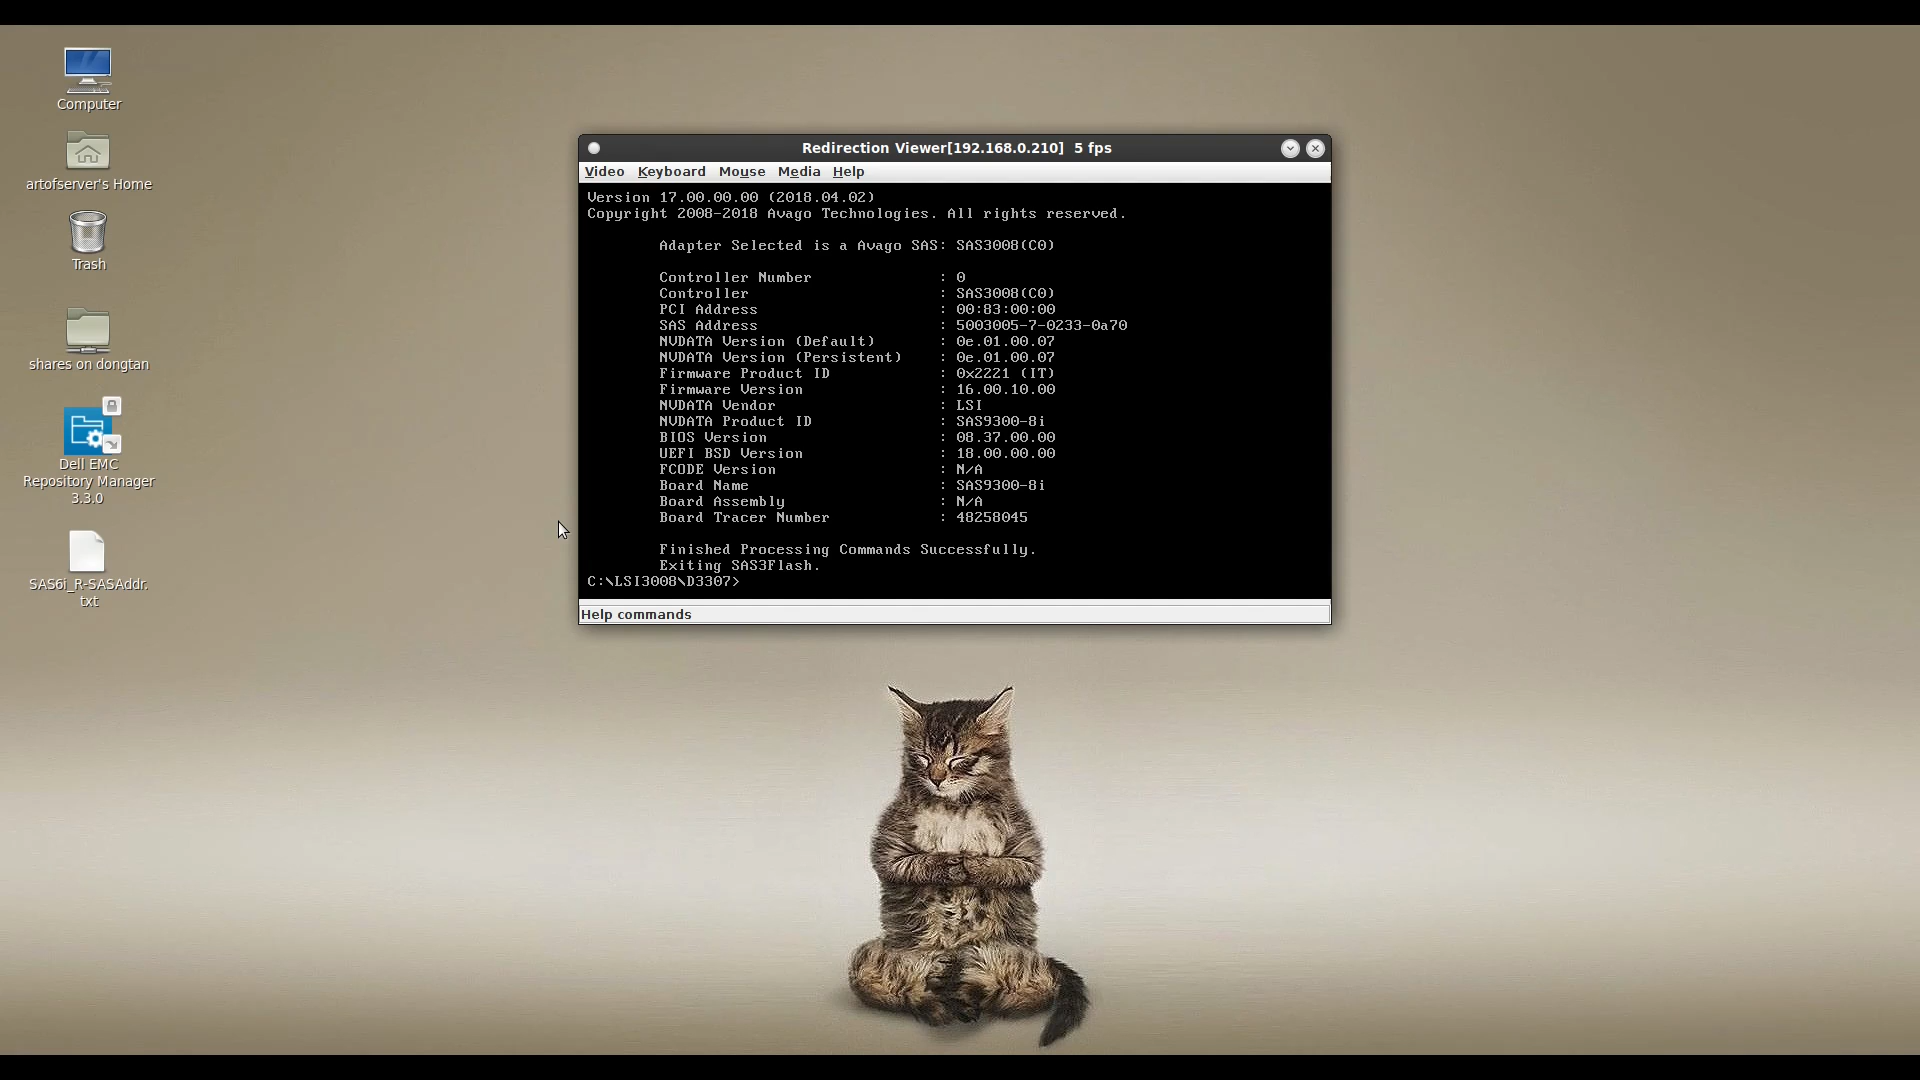 Computer
artofserver's Home
Trash
shares on dongtan
Dell EMC
Repository Manager
3.3.0
SAS6i_R-SASAddr.
txt
Redirection Viewer[192.168.0.210]  5 fps
Video Keyboard Mouse Media Help
Version 17.00.00.00 (2018.04.02)
Copyright 2008-2018 Avago Technologies. All rights reserved.
Adapter Selected is a Avago SAS: SAS3008(C0)
Controller Number : 0
Controller : SAS3008(C0)
PCI Address : 00:83:00:00
SAS Address : 5003005-7-0233-0a70
NVDATA Version (Default) : 0e.01.00.07
NVDATA Version (Persistent) : 0e.01.00.07
Firmware Product ID : 0x2221 (IT)
Firmware Version : 16.00.10.00
NVDATA Vendor : LSI
NVDATA Product ID : SAS9300-8i
BIOS Version : 08.37.00.00
UEFI BSD Version : 18.00.00.00
FCODE Version : N/A
Board Name : SAS9300-8i
Board Assembly : N/A
Board Tracer Number : 48258045
Finished Processing Commands Successfully.
Exiting SAS3Flash.
C:\LSI3008\D3307>
Help commands